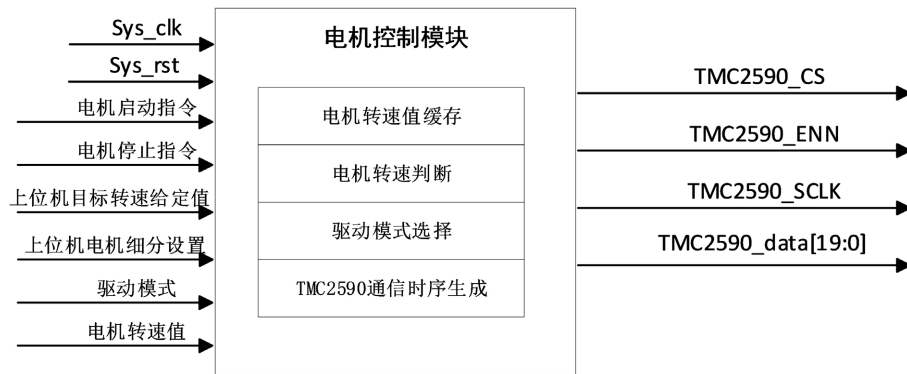 Sys_clk
Sys_rst
电机启动指令
电机停止指令
上位机目标转速给定值
上位机电机细分设置
驱动模式
电机转速值
电机控制模块
电机转速值缓存
电机转速判断
驱动模式选择
TMC2590通信时序生成
TMC2590_CS
TMC2590_ENN
TMC2590_SCLK
TMC2590_data[19:0]